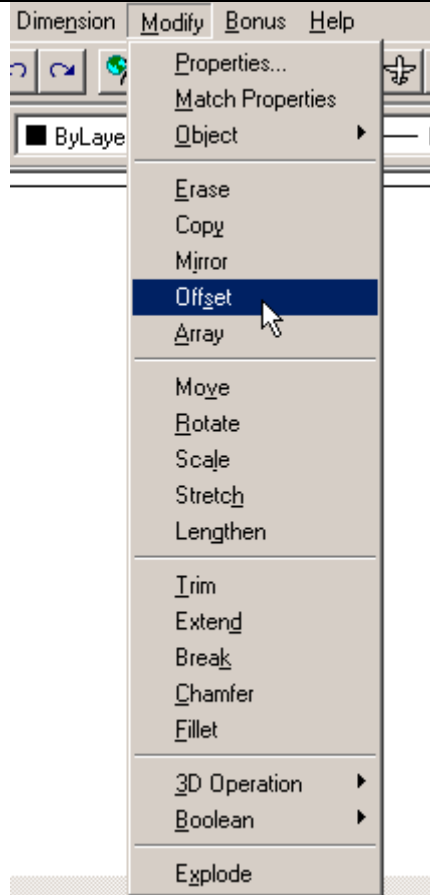 Dimension Modify Bonus Help
Properties...
Match Properties
ByLaye
Object
Erase
Copy
Mirror
Offset
Array
Move
Rotate
Scale
Stretch
Lengthen
Trim
Extend
Break
Chamfer
Fillet
3D Operation
Boolean
Explode